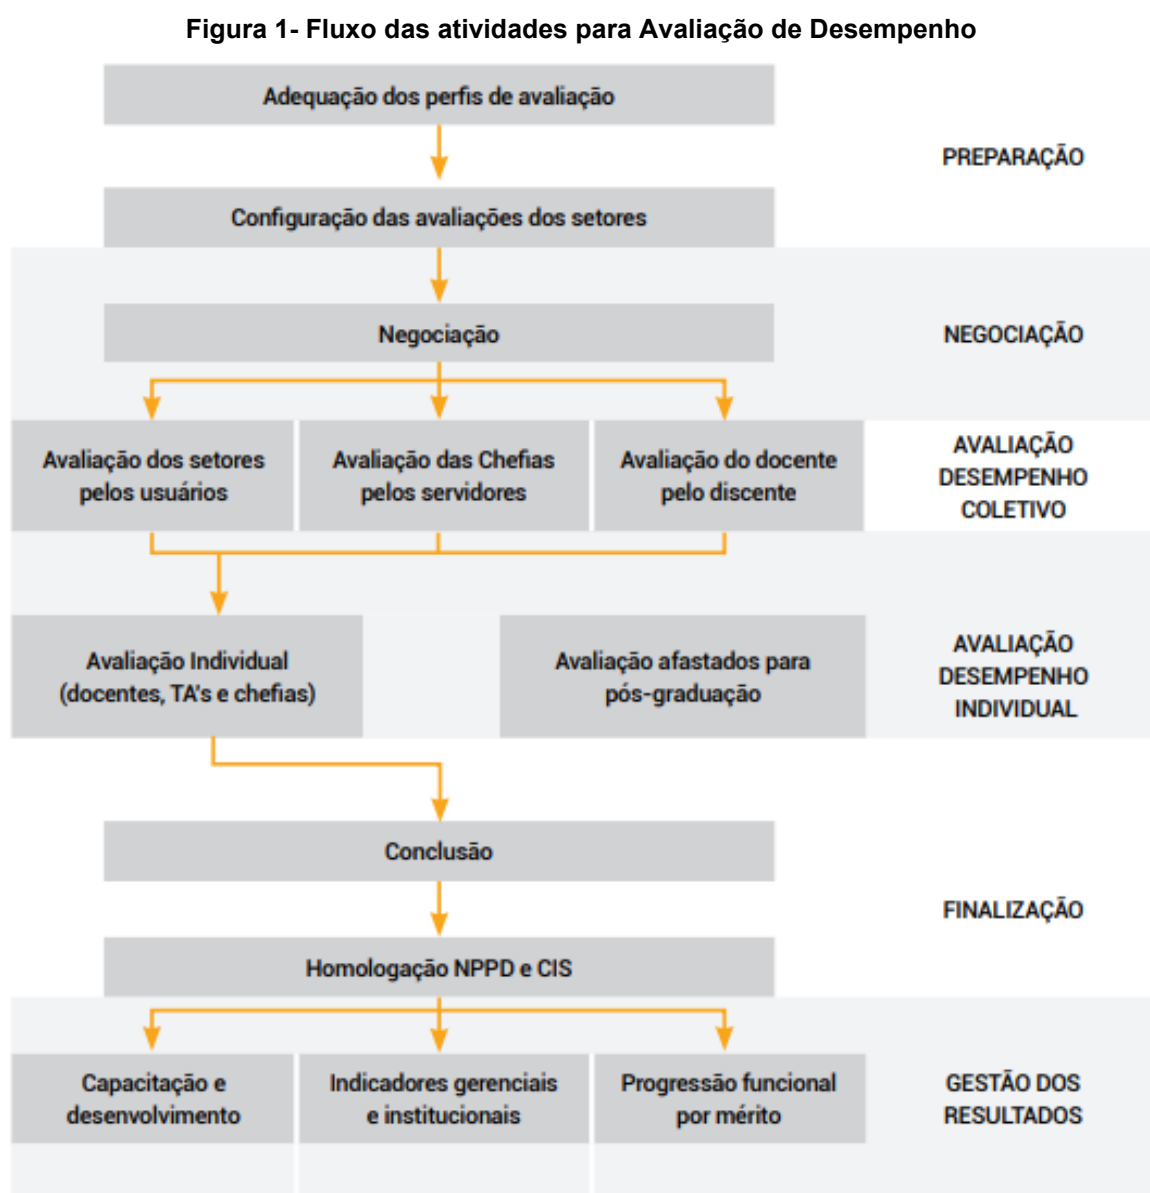 Figura 1- Fluxo das atividades para Avaliação de Desempenho
Adequação dos perfis de avaliação
PREPARAÇÃO
Configuração das avaliações dos setores
Negociação
NEGOCIAÇÃO
Avaliação dos setores
pelos usuários
Avaliação das Chefias
pelos servidores
Avaliação do docente
pelo discente
AVALIAÇÃO
DESEMPENHO
COLETIVO
Avaliação Individual
(docentes, TA's e chefias)
Avaliação afastados para
pós-graduação
AVALIAÇÃO
DESEMPENHO
INDIVIDUAL
Conclusão
FINALIZAÇÃO
Homologação NPPD e CIS
Capacitação e
desenvolvimento
Indicadores gerenciais
e institucionais
Progressão funcional
por mérito
GESTÃO DOS
RESULTADOS